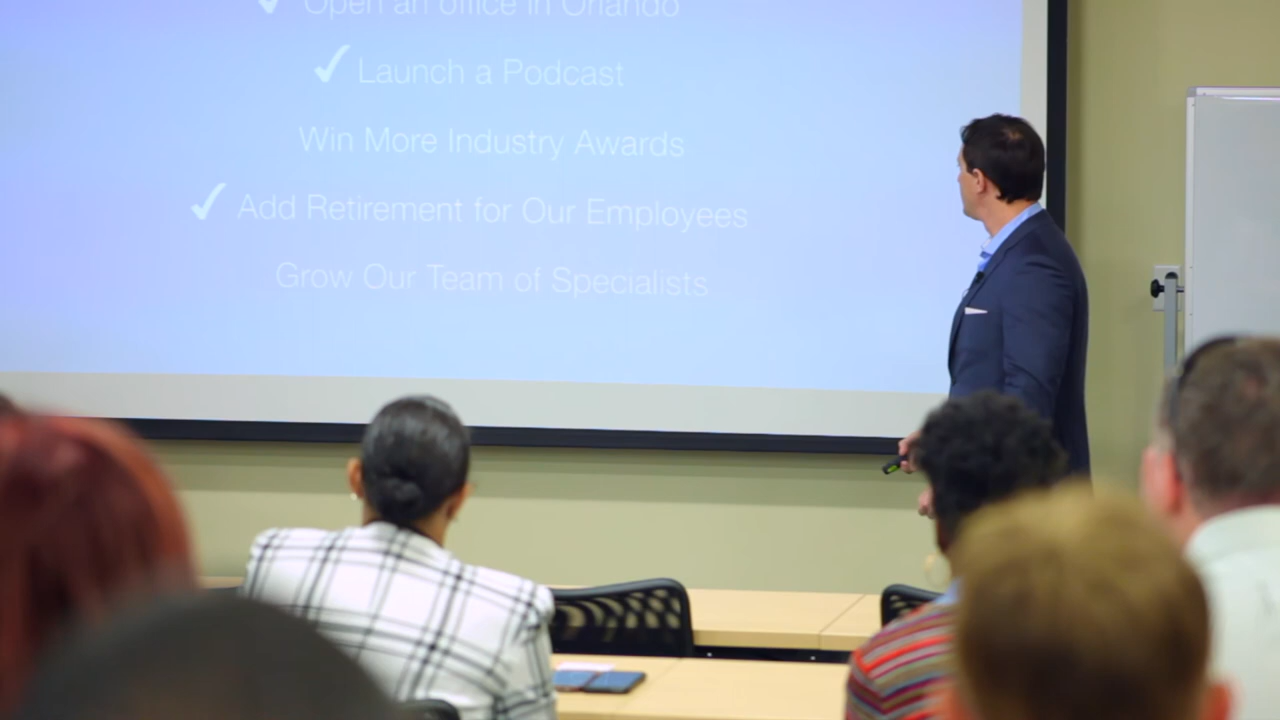 ✓ Open an office in Orlando
✓ Launch a Podcast
Win More Industry Awards
✓ Add Retirement for Our Employees
Grow Our Team of Specialists